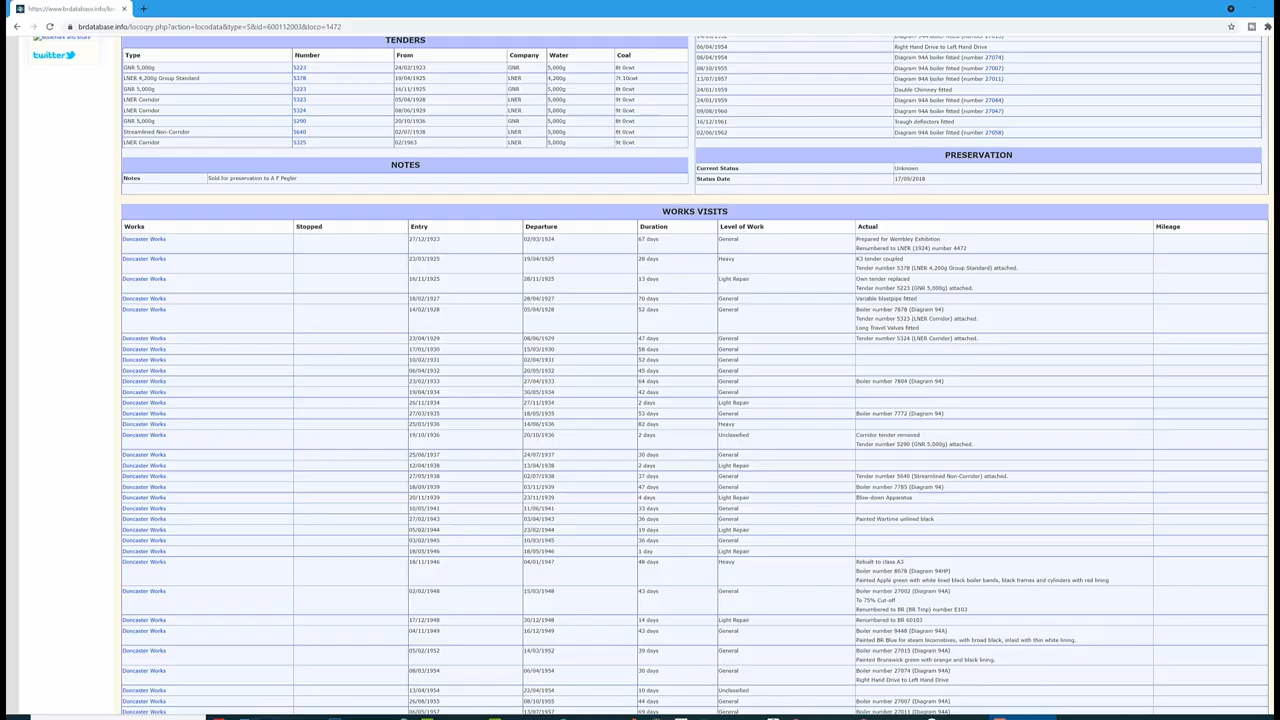 https://www.brdatabase.info/loc
brdatabase.info/locoqry.php?action=locodata&type=S&id=600112003&loco=1472
twitter
TENDERS
Type Number From Company Water Coal
GNR 5,000g 5223 24/02/1923 GNR 5,000g 8t 0cwt
LNER 4,200g Group Standard 5378 19/04/1925 LNER 4,200g 7t 10cwt
GNR 5,000g 5223 16/11/1925 GNR 5,000g 8t 0cwt
LNER Corridor 5323 05/04/1928 LNER 5,000g 9t 0cwt
LNER Corridor 5324 08/06/1929 LNER 5,000g 9t 0cwt
GNR 5,000g 5290 20/10/1936 GNR 5,000g 8t 0cwt
Streamlined Non-Corridor 5640 02/07/1938 LNER 5,000g 8t 0cwt
LNER Corridor 5325 02/1963 LNER 5,000g 9t 0cwt
06/04/1954 Right Hand Drive to Left Hand Drive
06/04/1954 Diagram 94A boiler fitted (number 27074)
08/10/1955 Diagram 94A boiler fitted (number 27007)
13/07/1957 Diagram 94A boiler fitted (number 27011)
24/01/1959 Double Chimney fitted
24/01/1959 Diagram 94A boiler fitted (number 27044)
09/08/1960 Diagram 94A boiler fitted (number 27047)
16/12/1961 Trough deflectors fitted
02/06/1962 Diagram 94A boiler fitted (number 27058)
NOTES
Notes Sold for preservation to A F Pegler
PRESERVATION
Current Status Unknown
Status Date 17/09/2018
WORKS VISITS
Works Stopped Entry Departure Duration Level of Work Actual Mileage
Doncaster Works 27/12/1923 02/03/1924 67 days General Prepared for Wembley Exhibition
Renumbered to LNER (1924) number 4472
Doncaster Works 23/03/1925 19/04/1925 28 days Heavy K3 tender coupled
Tender number 5378 (LNER 4,200g Group Standard) attached.
Doncaster Works 16/11/1925 28/11/1925 13 days Light Repair Own tender replaced
Tender number 5223 (GNR 5,000g) attached.
Doncaster Works 18/02/1927 28/04/1927 70 days General Variable blastpipe fitted
Doncaster Works 14/02/1928 05/04/1928 52 days General Boiler number 7878 (Diagram 94)
Tender number 5323 (LNER Corridor) attached.
Long Travel Valves fitted
Doncaster Works 23/04/1929 08/06/1929 47 days General Tender number 5324 (LNER Corridor) attached.
Doncaster Works 17/01/1930 15/03/1930 58 days General
Doncaster Works 10/02/1931 02/04/1931 52 days General
Doncaster Works 06/04/1932 20/05/1932 45 days General
Doncaster Works 23/02/1933 27/04/1933 64 days General Boiler number 7804 (Diagram 94)
Doncaster Works 19/04/1934 30/05/1934 42 days General
Doncaster Works 26/11/1934 27/11/1934 2 days Light Repair
Doncaster Works 27/03/1935 18/05/1935 53 days General Boiler number 7772 (Diagram 94)
Doncaster Works 25/03/1936 14/06/1936 82 days Heavy
Doncaster Works 19/10/1936 20/10/1936 2 days Unclassified Corridor tender removed
Tender number 5290 (GNR 5,000g) attached.
Doncaster Works 25/06/1937 24/07/1937 30 days General
Doncaster Works 12/04/1938 13/04/1938 2 days Light Repair
Doncaster Works 27/05/1938 02/07/1938 37 days General Tender number 5640 (Streamlined Non-Corridor) attached.
Doncaster Works 18/09/1939 03/11/1939 47 days General Boiler number 7785 (Diagram 94)
Doncaster Works 20/11/1939 23/11/1939 4 days Light Repair Blow-down Apparatus
Doncaster Works 10/05/1941 11/06/1941 33 days General
Doncaster Works 27/02/1943 03/04/1943 36 days General Painted Wartime unlined black
Doncaster Works 05/02/1944 23/02/1944 19 days Light Repair
Doncaster Works 03/02/1945 10/03/1945 36 days General
Doncaster Works 18/05/1946 18/05/1946 1 day Light Repair
Doncaster Works 18/11/1946 04/01/1947 48 days Heavy Rebuilt to class A3
Boiler number 8078 (Diagram 94HP)
Painted Apple green with white lined black boiler bands, black frames and cylinders with red lining
Doncaster Works 02/02/1948 15/03/1948 43 days General Boiler number 27002 (Diagram 94A)
To 75% Cut-off
Renumbered to BR (BR Tmp) number E103
Doncaster Works 17/12/1948 30/12/1948 14 days Light Repair Renumbered to BR 60103
Doncaster Works 04/11/1949 16/12/1949 43 days General Boiler number 9448 (Diagram 94A)
Painted BR Blue for steam locomotives, with broad black, inlaid with thin white lining.
Doncaster Works 05/02/1952 14/03/1952 39 days General Boiler number 27015 (Diagram 94A)
Painted Brunswick green with orange and black lining.
Doncaster Works 08/03/1954 06/04/1954 30 days General Boiler number 27074 (Diagram 94A)
Right Hand Drive to Left Hand Drive
Doncaster Works 13/04/1954 22/04/1954 10 days Unclassified
Doncaster Works 26/08/1955 08/10/1955 44 days General Boiler number 27007 (Diagram 94A)
Doncaster Works 06/05/1957 13/07/1957 69 days General Boiler number 27011 (Diagram 94A)